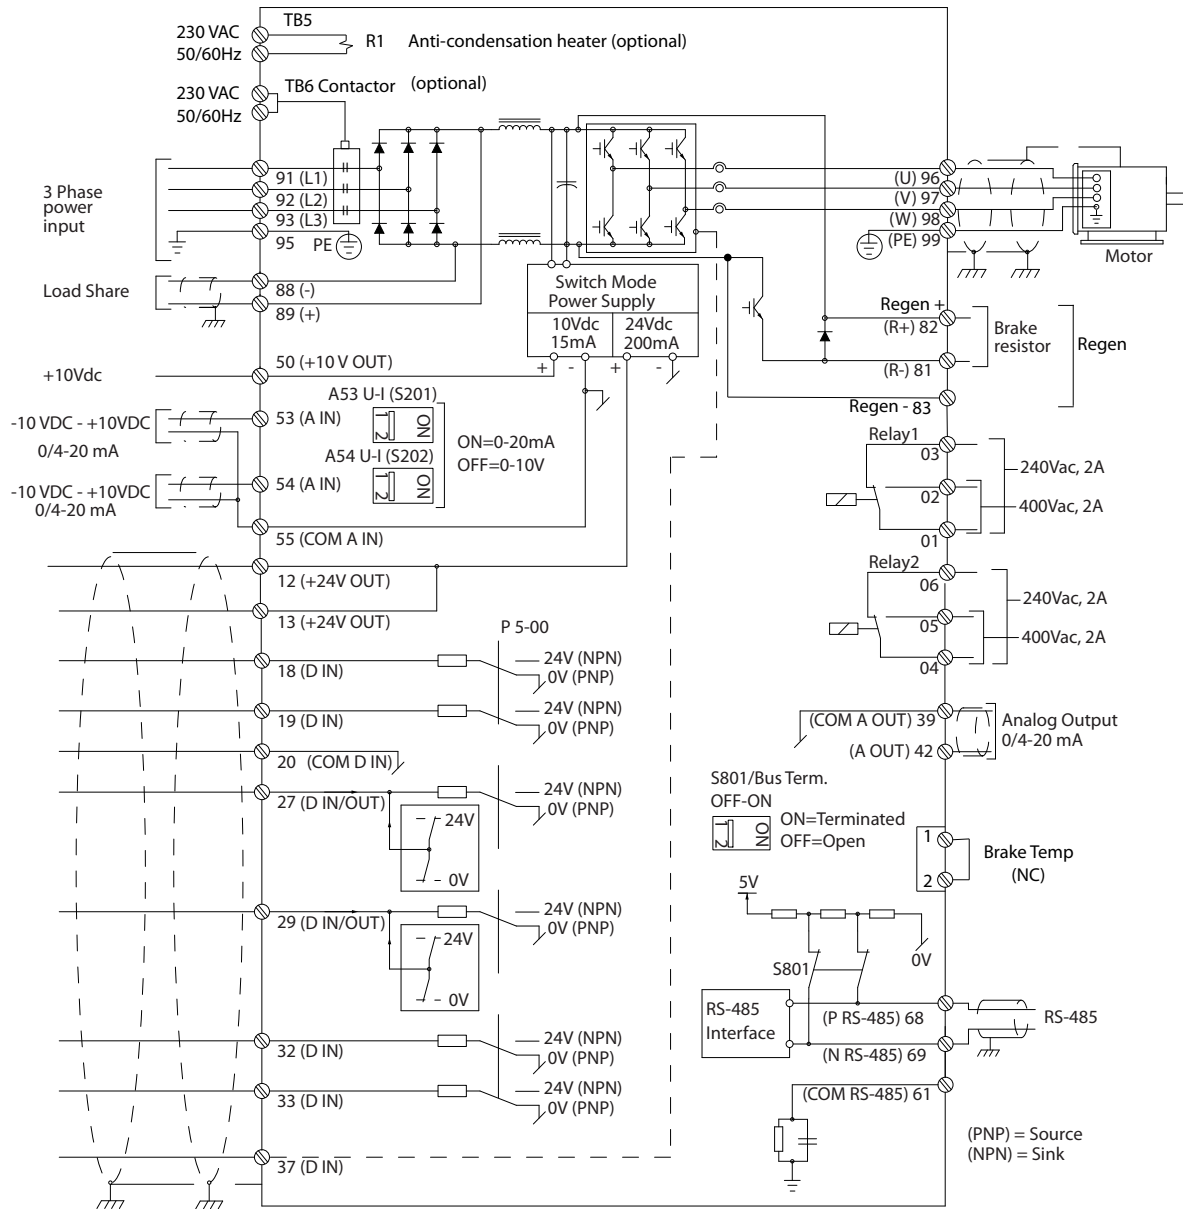 230 VAC
50/60Hz
TB5
R1
Anti-condensation heater (optional)
230 VAC
50/60Hz
TB6 Contactor
(optional)
3 Phase
power
input
91 (L1)
92 (L2)
93 (L3)
95
PE
(U) 96
(V) 97
(W) 98
(PE) 99
Motor
Load Share
88 (-)
89 (+)
Switch Mode
Power Supply
10Vdc
15mA
24Vdc
200mA
+
-
+
-
Regen +
(R+) 82
Brake
resistor
Regen
(R-) 81
Regen - 83
+10Vdc
50 (+10 V OUT)
-10 VDC - +10VDC
0/4-20 mA
53 (A IN)
A53 U-I (S201)
1 2
ON
A54 U-I (S202)
1 2
ON
ON=0-20mA
OFF=0-10V
-10 VDC - +10VDC
0/4-20 mA
54 (A IN)
55 (COM A IN)
12 (+24V OUT)
13 (+24V OUT)
Relay1
03
02
01
240Vac, 2A
400Vac, 2A
Relay2
06
05
04
240Vac, 2A
400Vac, 2A
P 5-00
18 (D IN)
24V (NPN)
0V (PNP)
19 (D IN)
24V (NPN)
0V (PNP)
20 (COM D IN)
27 (D IN/OUT)
24V (NPN)
0V (PNP)
24V
0V
29 (D IN/OUT)
24V (NPN)
0V (PNP)
24V
0V
32 (D IN)
24V (NPN)
0V (PNP)
33 (D IN)
24V (NPN)
0V (PNP)
37 (D IN)
(COM A OUT) 39
(A OUT) 42
Analog Output
0/4-20 mA
S801/Bus Term.
OFF-ON
1 2
ON
ON=Terminated
OFF=Open
1
2
Brake Temp
(NC)
5V
S801
0V
RS-485
Interface
(P RS-485) 68
(N RS-485) 69
RS-485
(COM RS-485) 61
(PNP) = Source
(NPN) = Sink